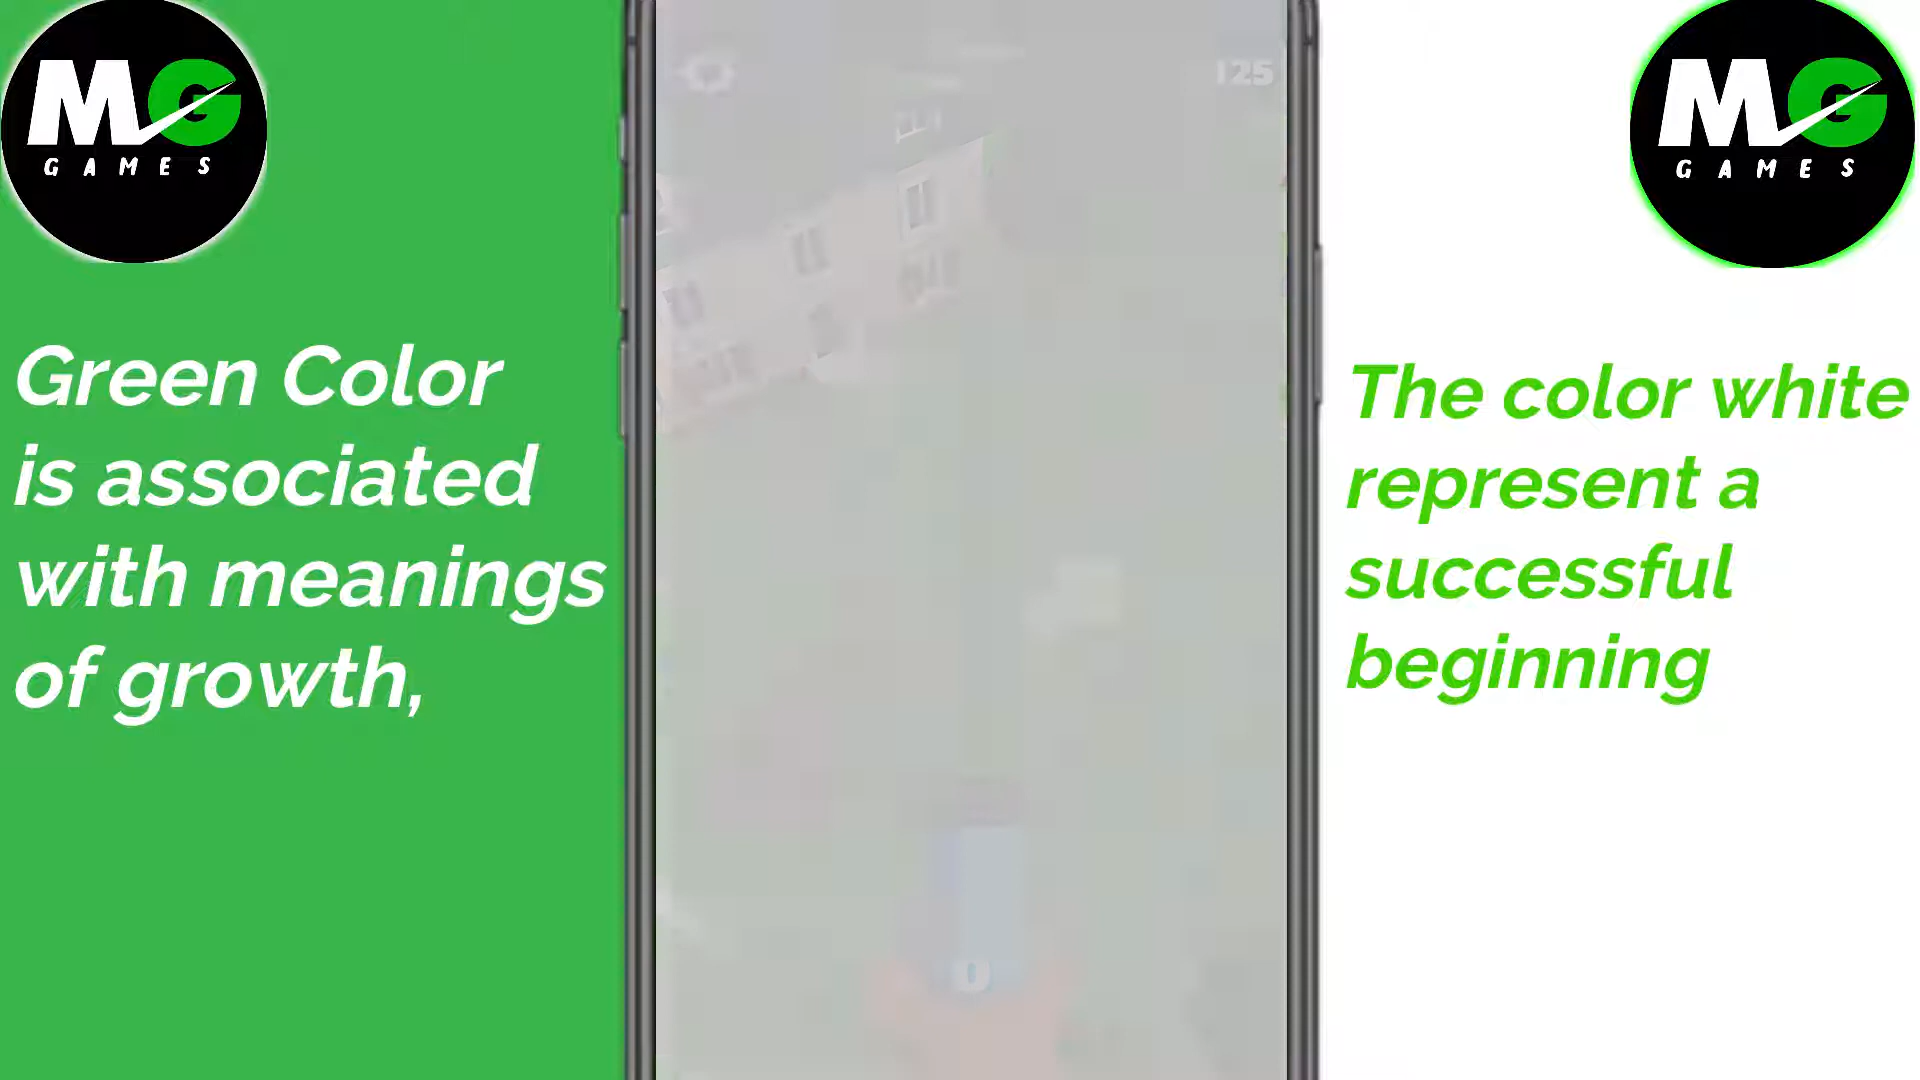 MG
GAMES
Green Color
is associated
with meanings
of growth,
125
0
MG
GAMES
The color white
represent a
successful
beginning